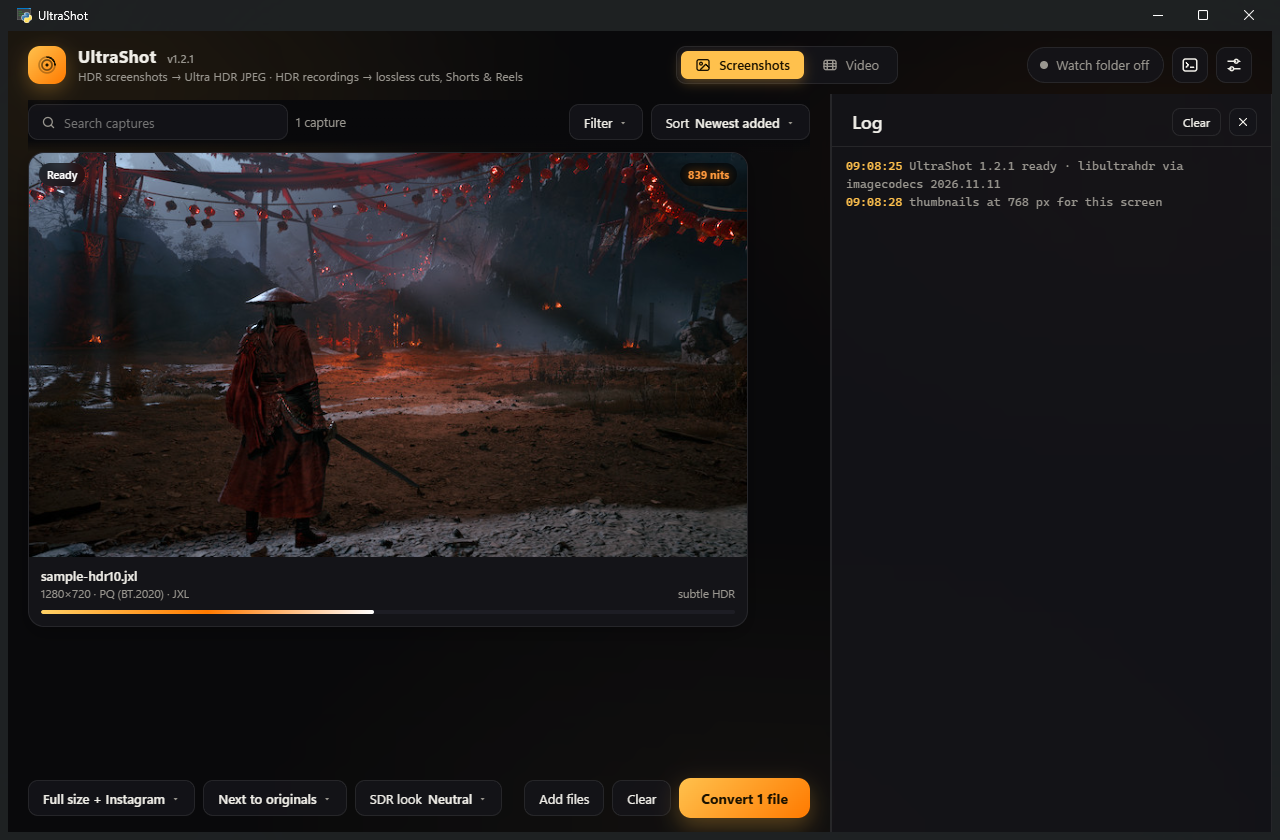 UltraShot
UltraShot v1.2.1
HDR screenshots → Ultra HDR JPEG · HDR recordings → lossless cuts, Shorts & Reels
Screenshots
Video
Watch folder off
Search captures
1 capture
Filter
Sort Newest added
Log
Clear
Ready
839 nits
09:08:25 UltraShot 1.2.1 ready · libultrahdr via
imagecodecs 2026.11.11
09:08:28 thumbnails at 768 px for this screen
sample-hdr10.jxl
1280×720 · PQ (BT.2020) · JXL
subtle HDR
Full size + Instagram
Next to originals
SDR look Neutral
Add files
Clear
Convert 1 file